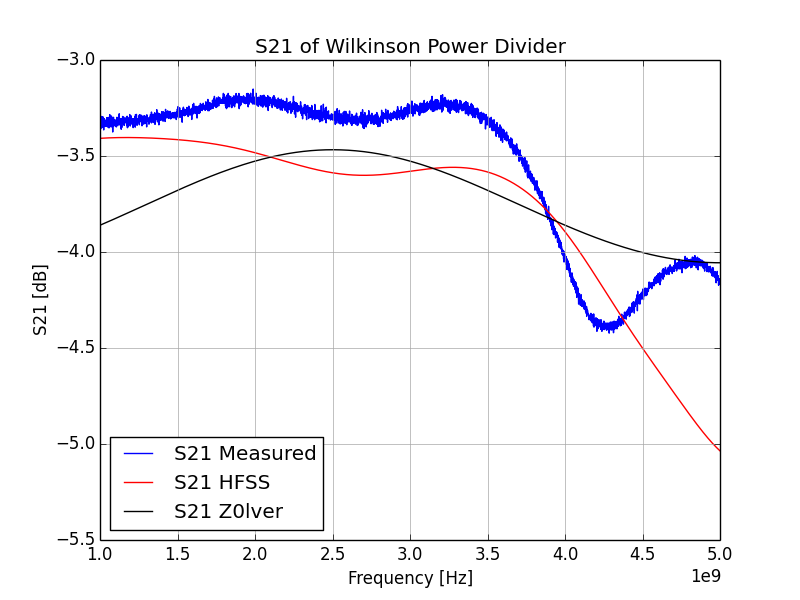 S21 of Wilkinson Power Divider
−3.0
−3.5
−4.0
−4.5
−5.0
−5.5
S21 [dB]
S21 Measured
S21 HFSS
S21 Z0lver
1.0 1.5 2.0 2.5 3.0 3.5 4.0 4.5 5.0
1e9
Frequency [Hz]